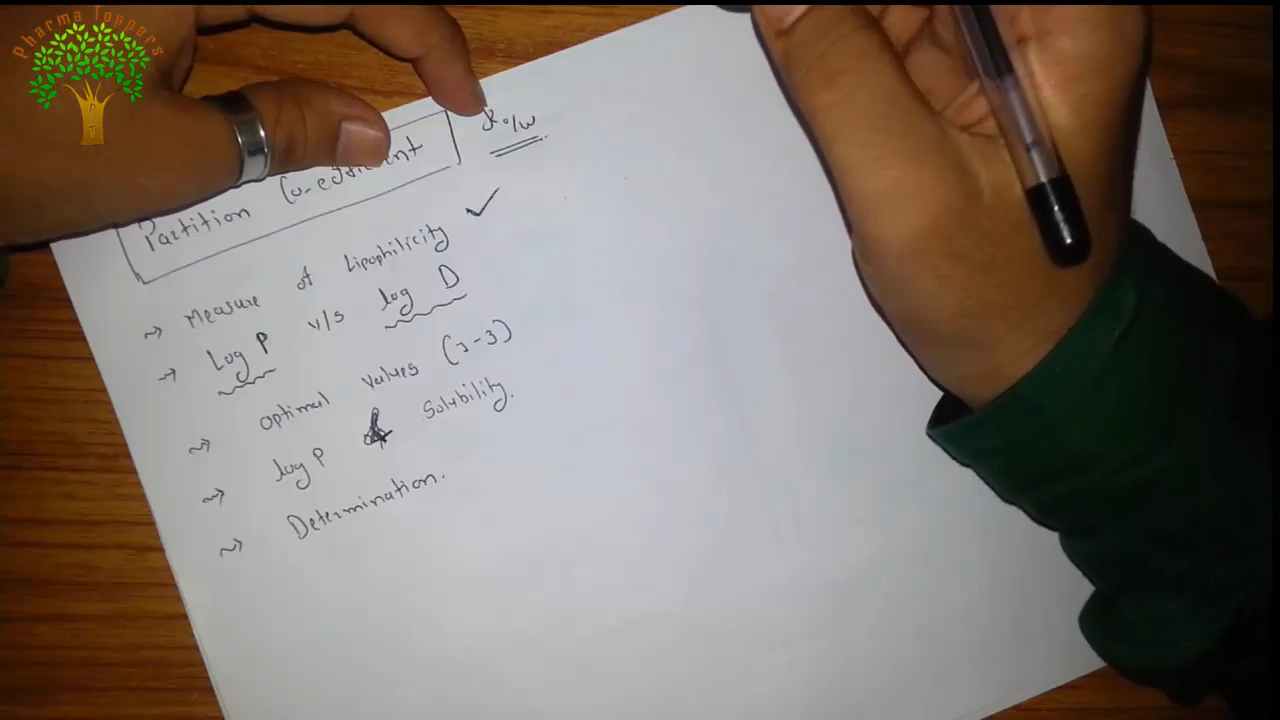 Pharma Toppers
P T
Partition Co-efficient
Ko/w
→ Measure of Lipophilicity ✓
→ Log P v/s log D
→ optimal values (1-3)
→ log P & Solubility.
→ Determination.